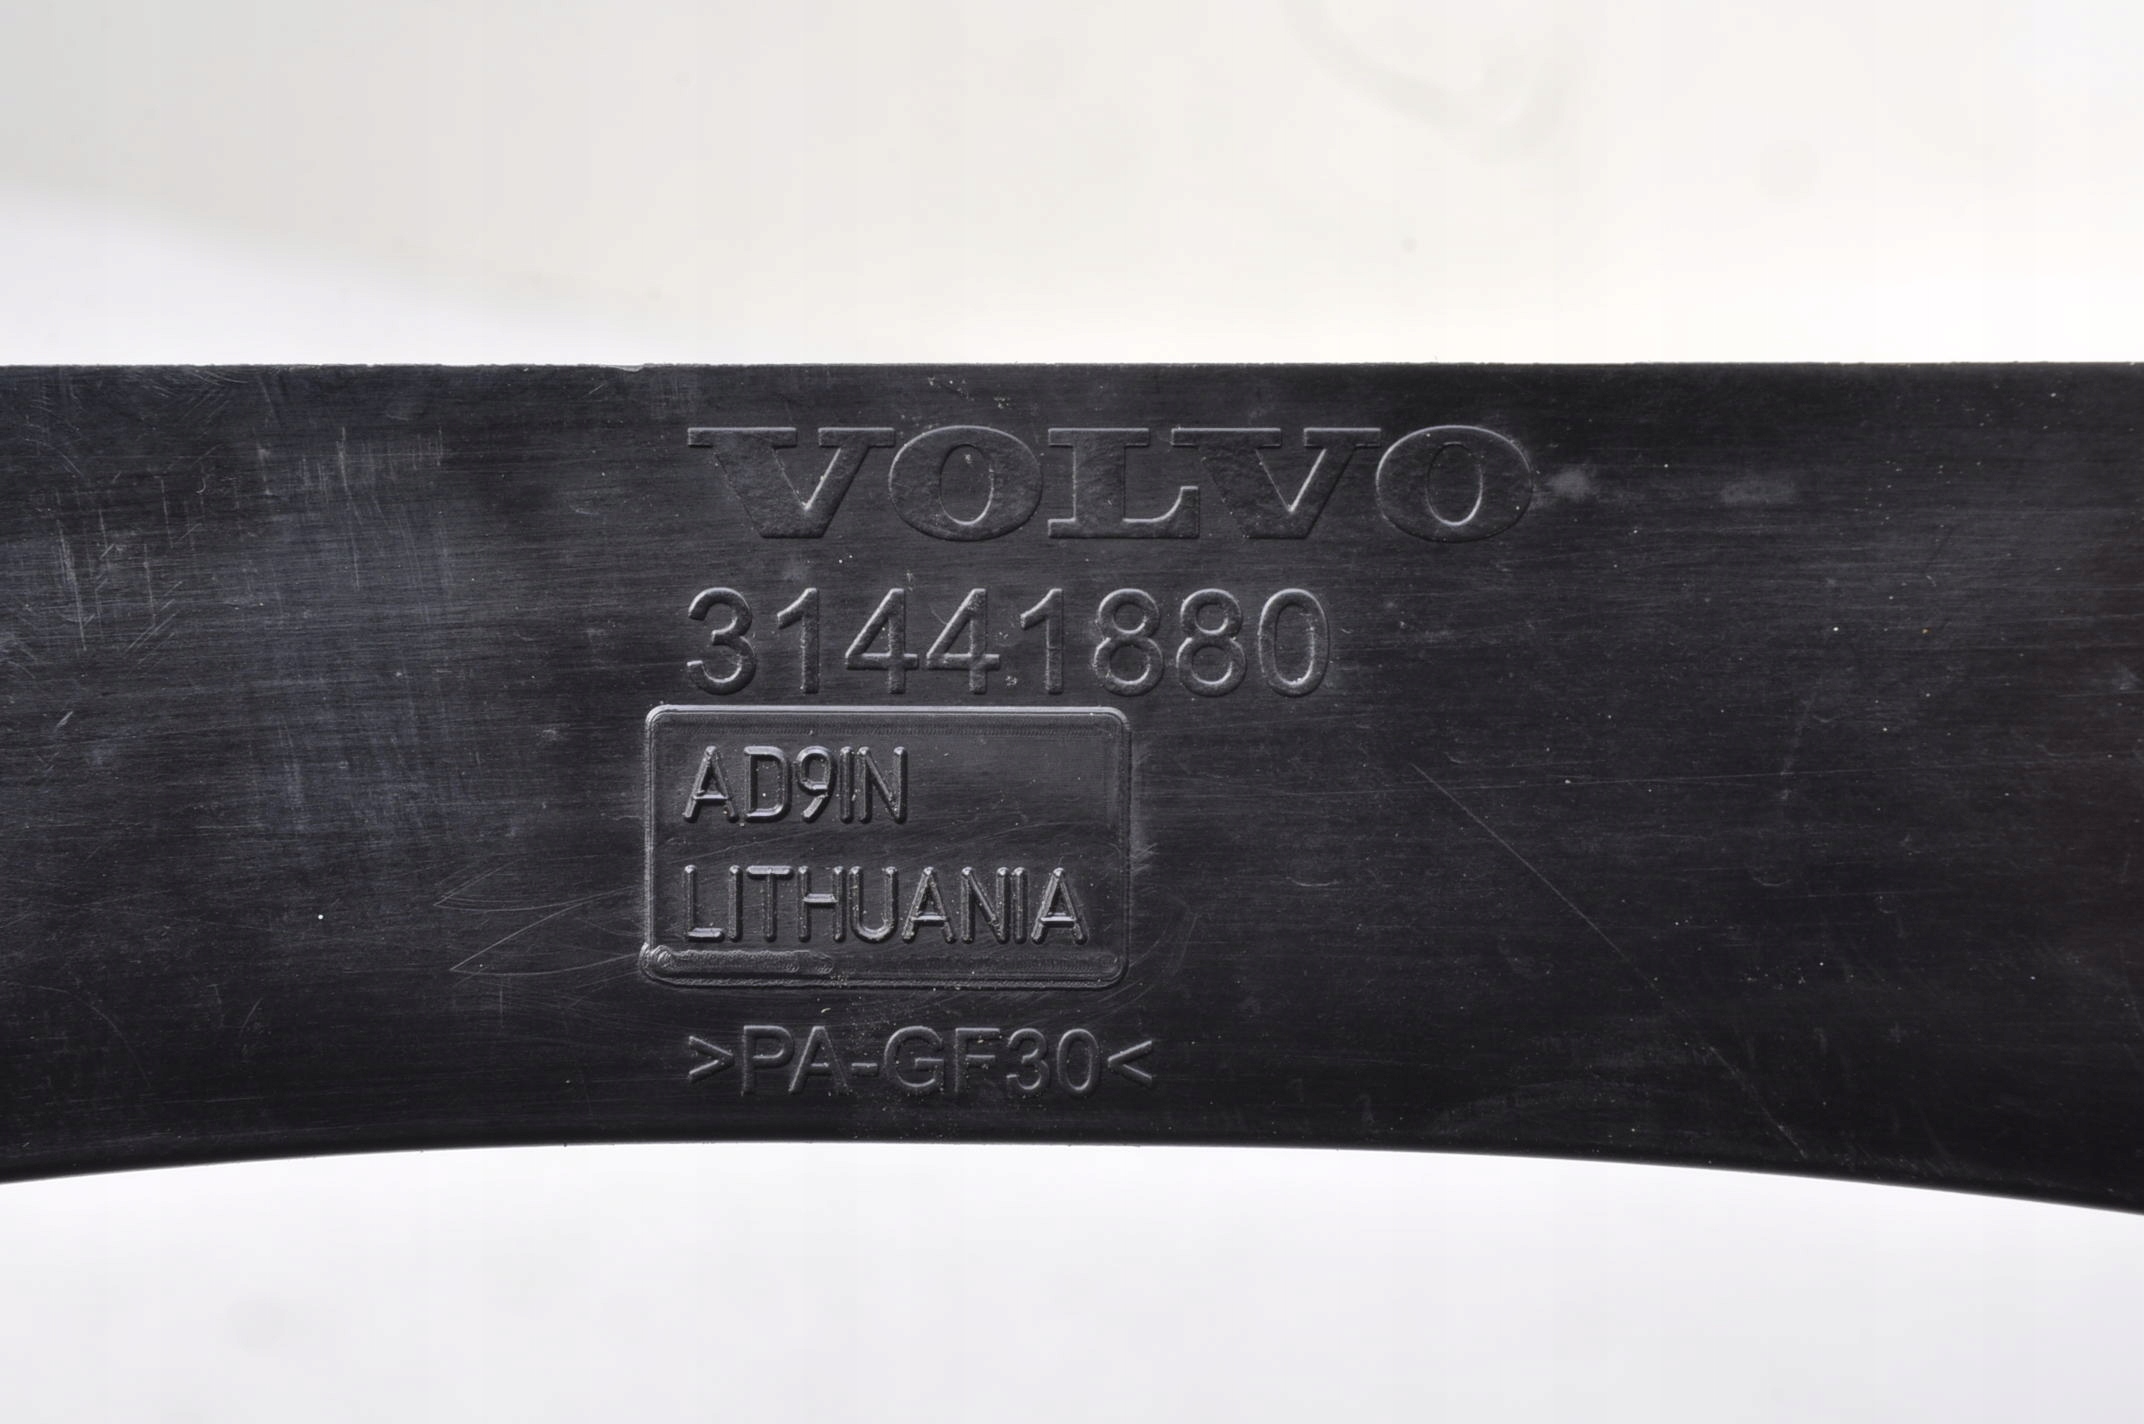 VOLVO
31441880
AD9IN
LITHUANIA
>PA-GF30<